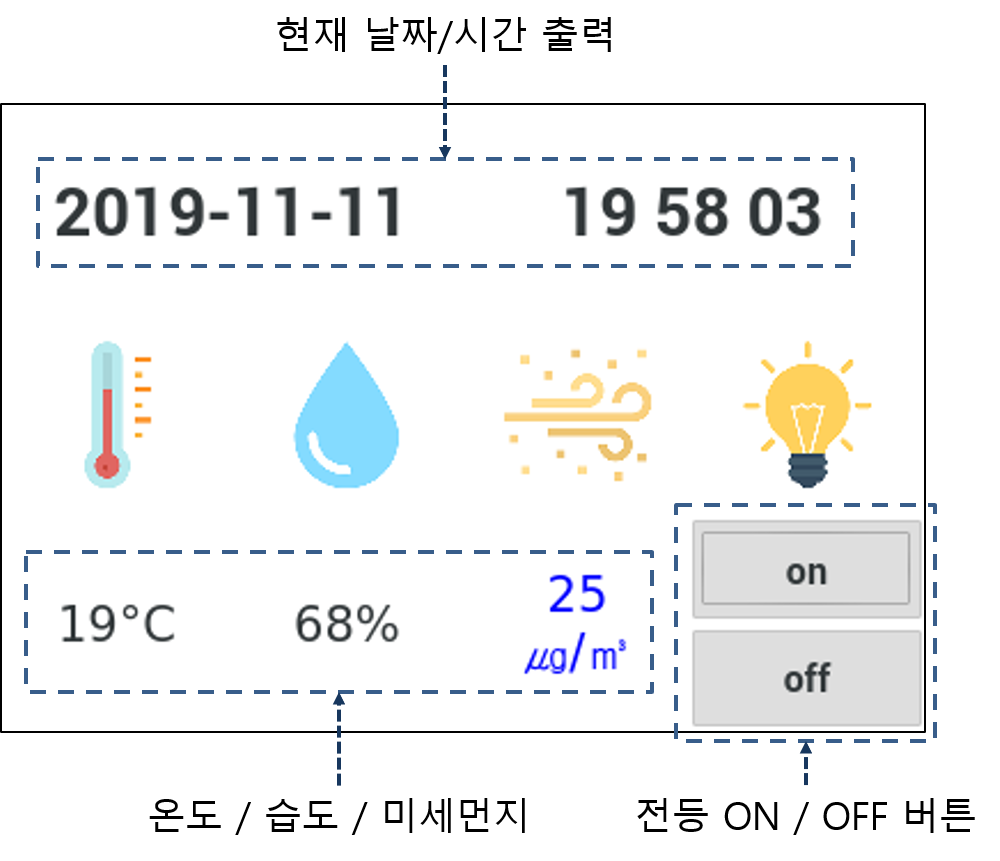 현재 날짜/시간 출력
2019-11-11 19 58 03
19°C 68% 25
μg/m³
on
off
온도 / 습도 / 미세먼지 전등 ON / OFF 버튼